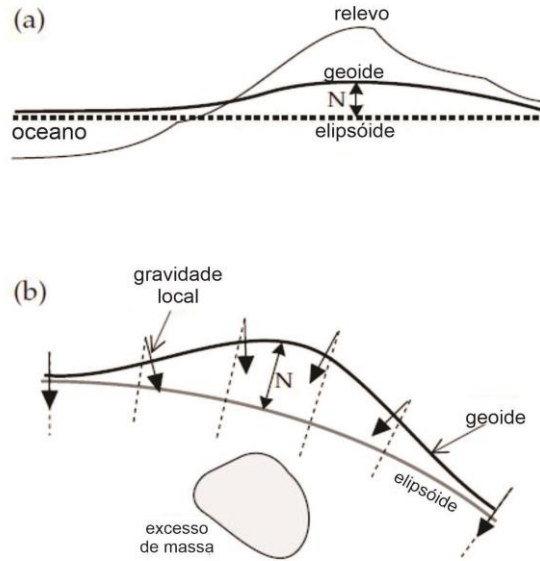 (a)
relevo
geoide
N
oceano
elipsóide
(b)
gravidade
local
N
geoide
elipsóide
excesso
de massa